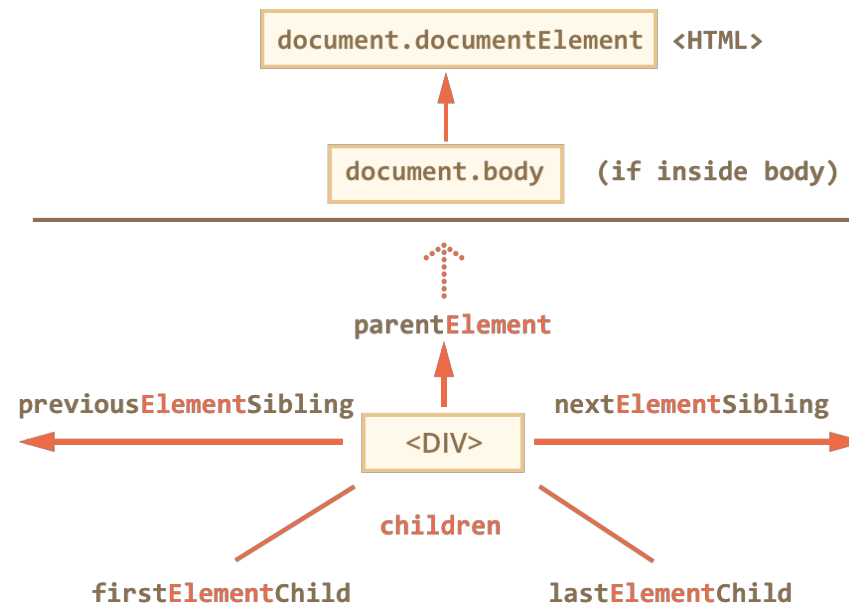 document.documentElement <HTML>
document.body (if inside body)
parentElement
previousElementSibling nextElementSibling
<DIV>
children
firstElementChild lastElementChild